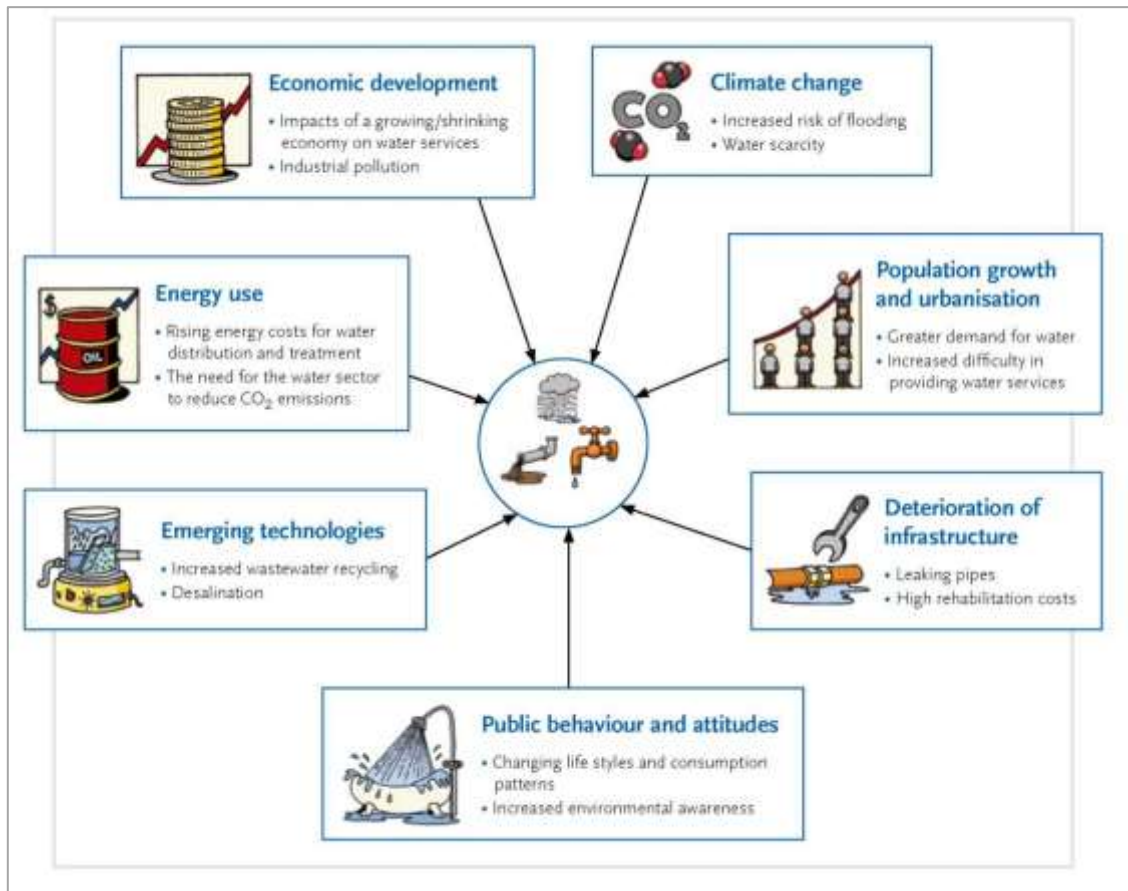 Economic development
• Impacts of a growing/shrinking
economy on water services
• Industrial pollution
CO2
Climate change
• Increased risk of flooding
• Water scarcity
$
OIL
Energy use
• Rising energy costs for water
distribution and treatment
• The need for the water sector
to reduce CO2 emissions
Population growth
and urbanisation
• Greater demand for water
• Increased difficulty in
providing water services
Emerging technologies
• Increased wastewater recycling
• Desalination
Deterioration of
infrastructure
• Leaking pipes
• High rehabilitation costs
Public behaviour and attitudes
• Changing life styles and consumption
patterns
• Increased environmental awareness